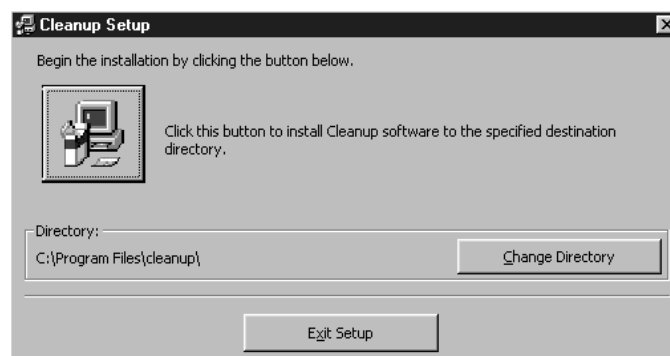 Cleanup Setup
Begin the installation by clicking the button below.
Click this button to install Cleanup software to the specified destination
directory.
Directory:
C:\Program Files\cleanup\
Change Directory
Exit Setup